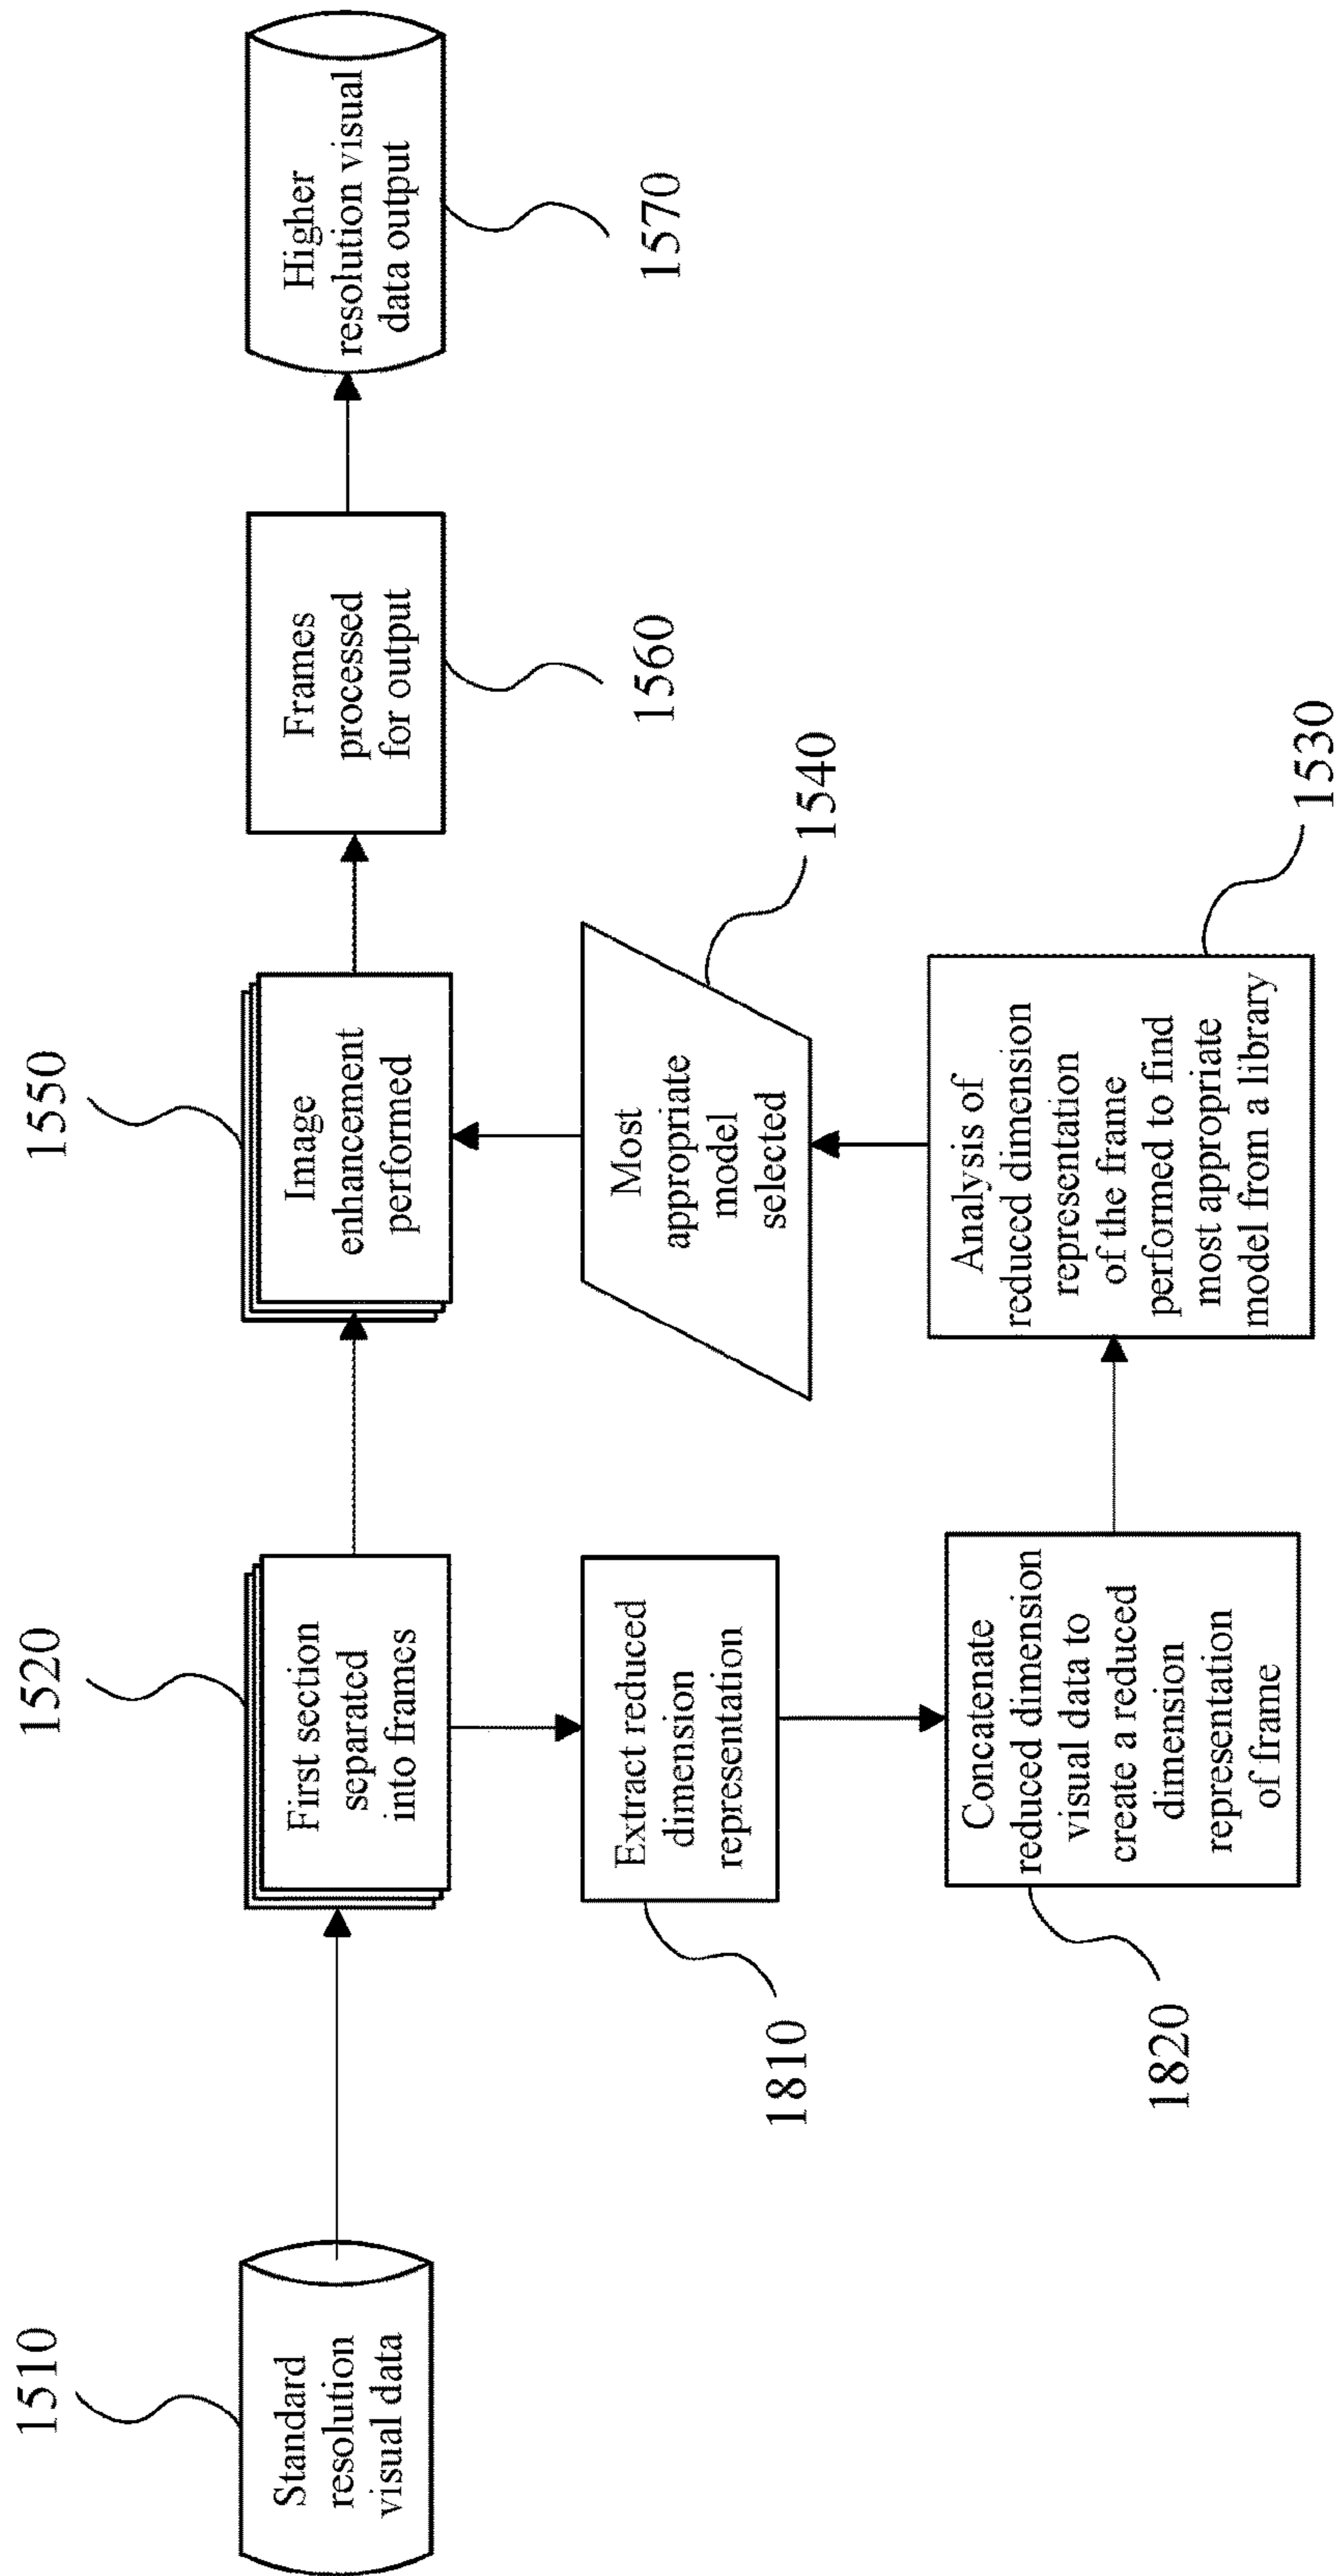 1510
Standard
resolution
visual data
1520
First section
separated
into frames
1550
Image
enhancement
performed
Frames
processed
for output
1560
Higher
resolution visual
data output
1570
Extract reduced
dimension
representation
1810
Most
appropriate
model
selected
1540
Concatenate
reduced dimension
visual data to
create a reduced
dimension
representation
of frame
1820
Analysis of
reduced dimension
representation
of the frame
performed to find
most appropriate
model from a library
1530